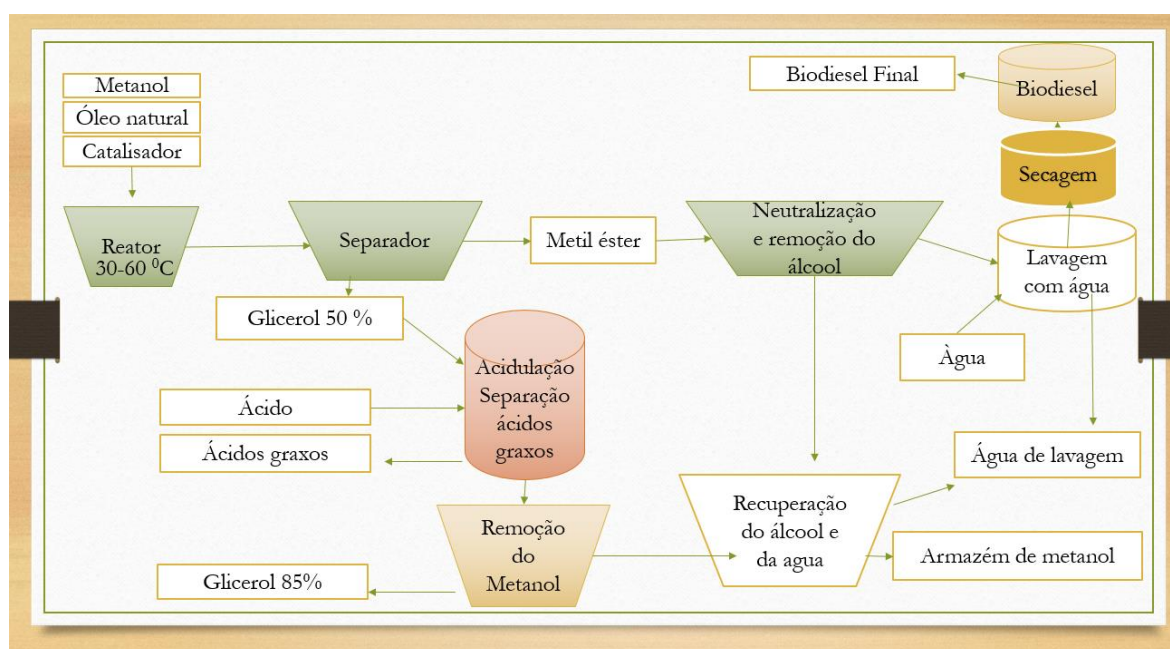 Metanol
Óleo natural
Catalisador
Reator
30-60 ⁰C
Separador
Metil éster
Neutralização
e remoção do
álcool
Biodiesel Final
Biodiesel
Secagem
Lavagem
com água
Àgua
Glicerol 50 %
Acidulação
Separação
ácidos
graxos
Ácido
Ácidos graxos
Água de lavagem
Remoção
do
Metanol
Recuperação
do álcool e
da agua
Armazém de metanol
Glicerol 85%